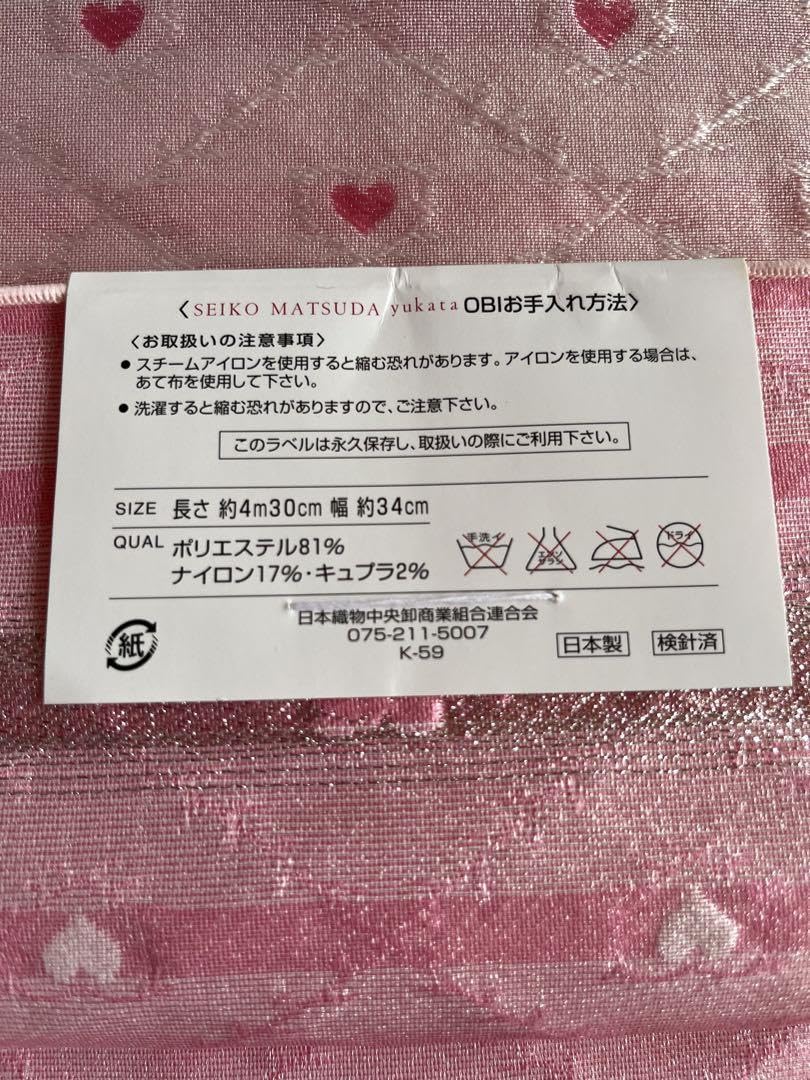 〈SEIKO MATSUDA yukata OBIお手入れ方法〉
〈お取扱いの注意事項〉
●スチームアイロンを使用すると縮む恐れがあります。アイロンを使用する場合は、
あて布を使用して下さい。
●洗濯すると縮む恐れがありますので、ご注意下さい。
このラベルは永久保存し、取扱いの際にご利用下さい。
SIZE 長さ 約4m30cm 幅 約34cm
QUAL ポリエステル81%
ナイロン17%・キュプラ2%
手洗イ
エンソ
サラシ
ドライ
日本織物中央卸商業組合連合会
075-211-5007
K-59
紙
日本製
検針済